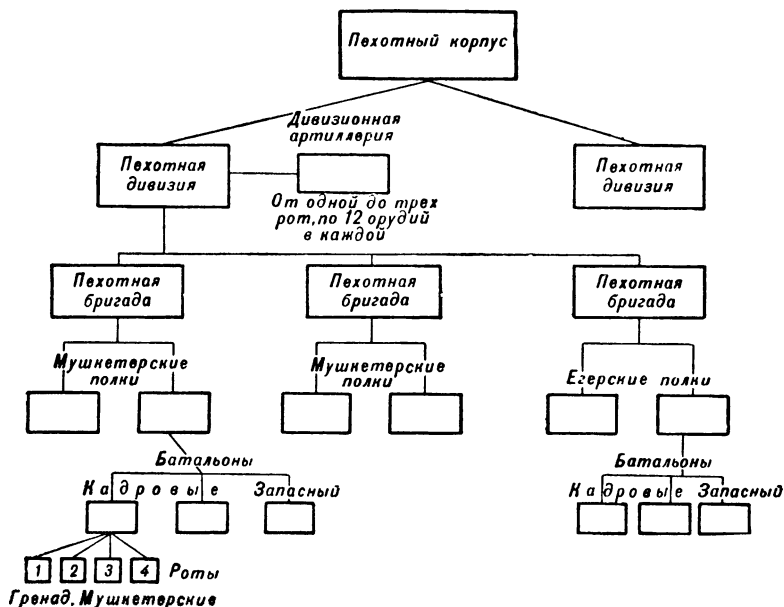 Пехотный корпус
Дивизионная
артиллерия
Пехотная
дивизия
Пехотная
дивизия
От одной до трех
рот, по 12 орудий
в каждой
Пехотная
бригада
Пехотная
бригада
Пехотная
бригада
Мушкетерские
полки
Мушкетерские
полки
Егерские полки
Батальоны
Батальоны
Кадровые Запасный
Кадровые Запасный
1 2 3 4 Роты
Гренад. Мушкетерские